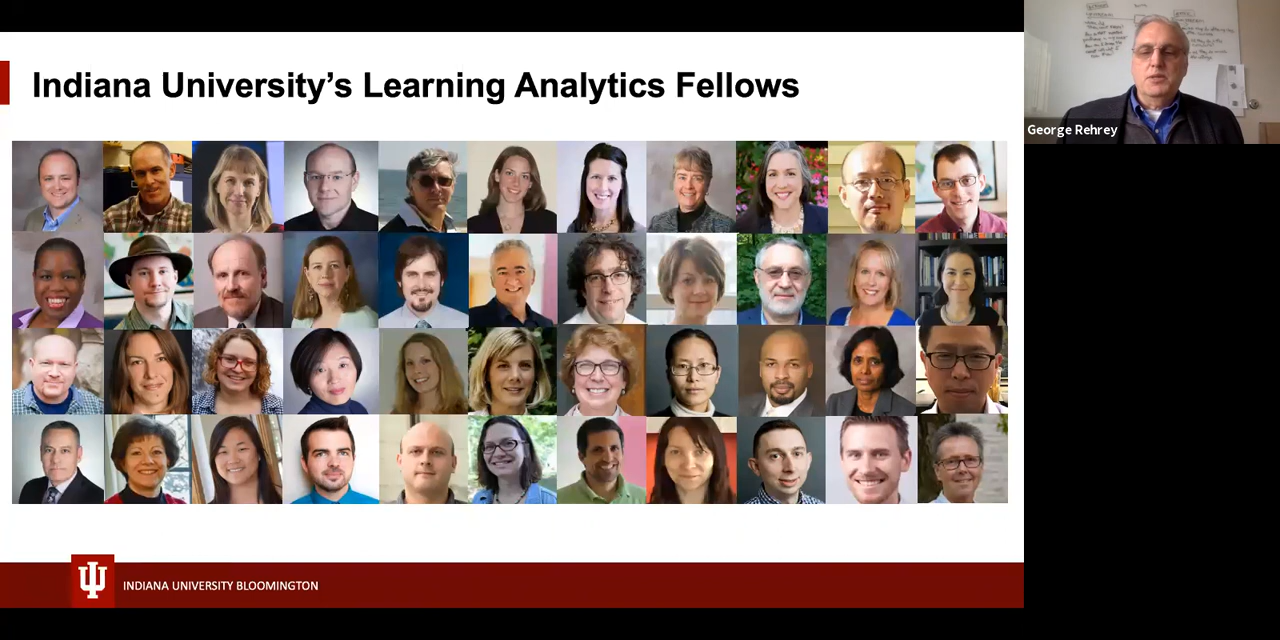 Indiana University's Learning Analytics Fellows
George Rehrey
INDIANA UNIVERSITY BLOOMINGTON